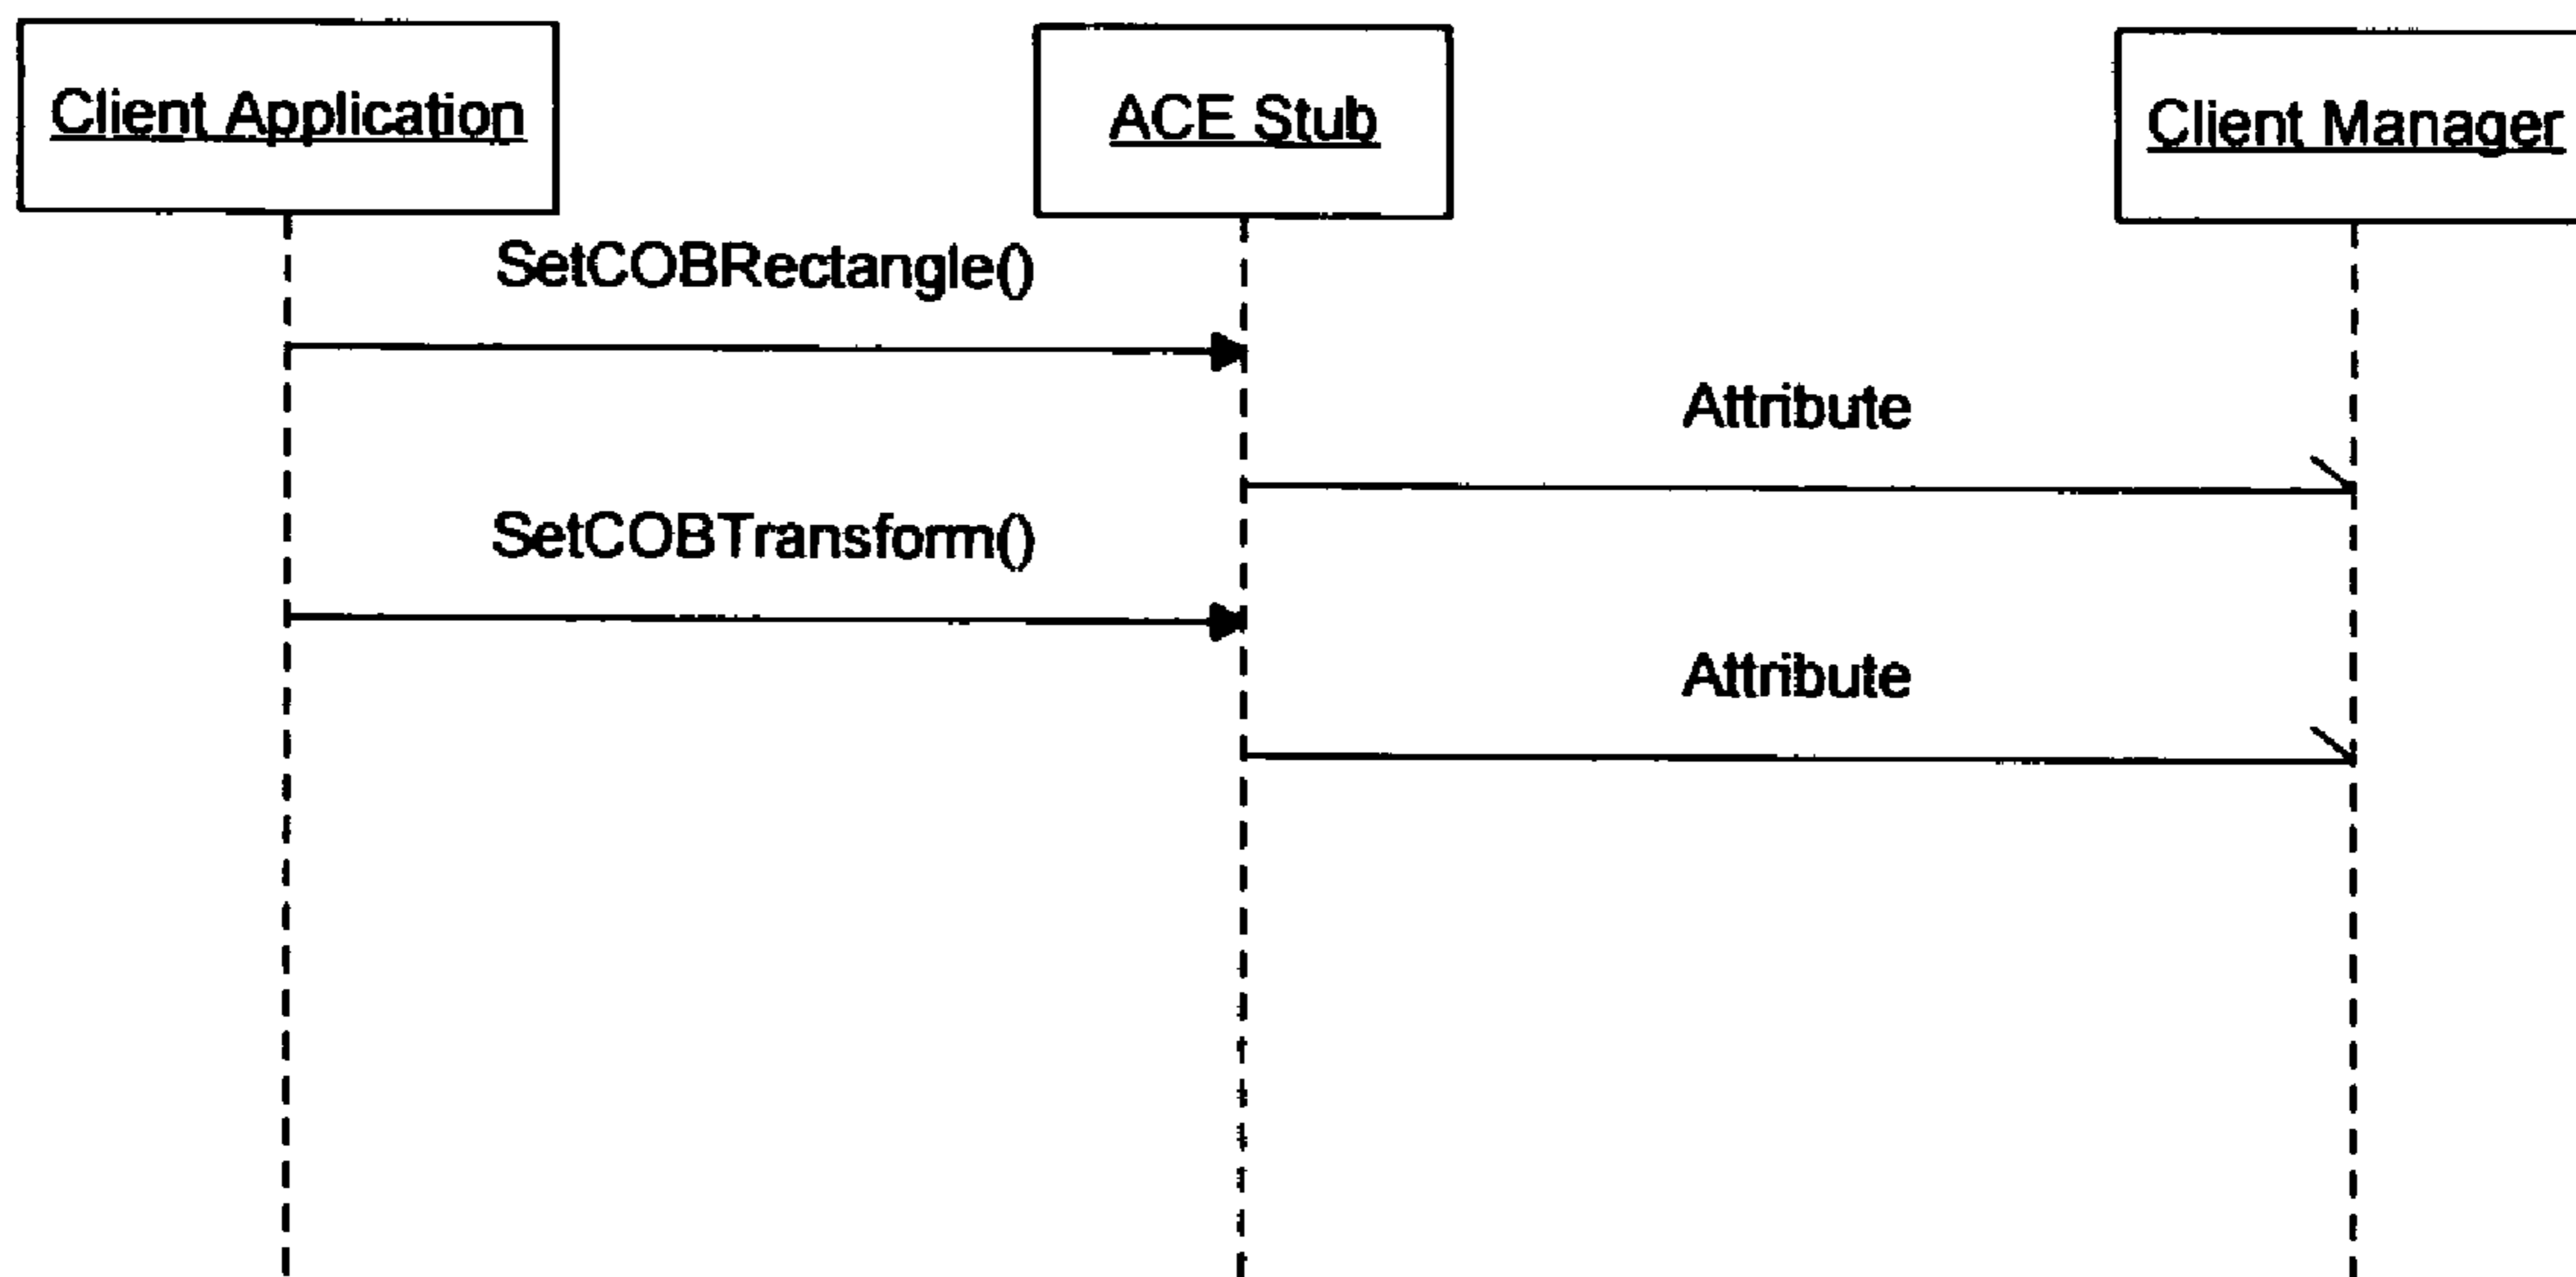 Client Application
ACE Stub
Client Manager
SetCOBRectangle()
Attribute
SetCOBTransform()
Attribute